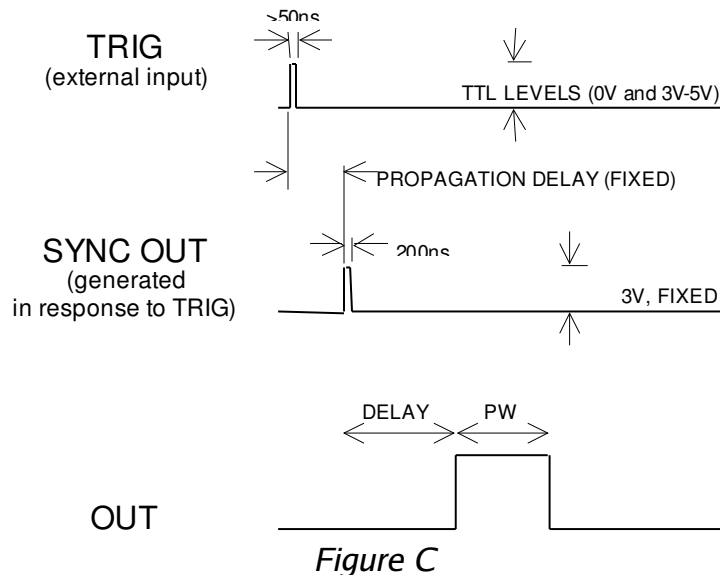 >50ns
TRIG
(external input)
TTL LEVELS (0V and 3V-5V)
PROPAGATION DELAY (FIXED)
SYNC OUT
(generated
in response to TRIG)
200ns
3V, FIXED
DELAY
PW
OUT
Figure C